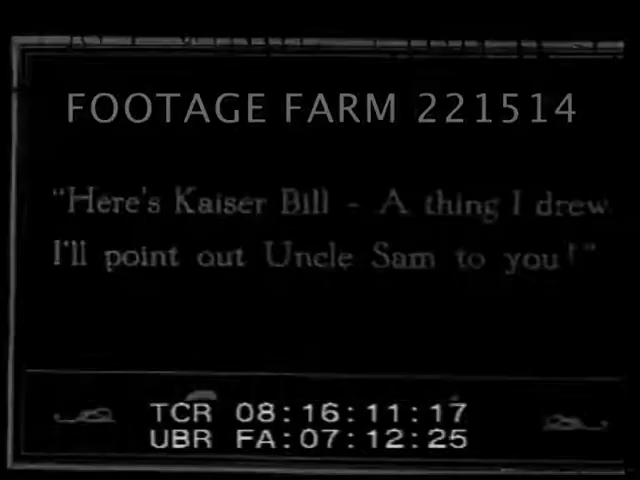 FOOTAGE FARM 221514
"Here's Kaiser Bill - A thing I drew
I'll point out Uncle Sam to you!"
TCR 08:16:11:17
UBR FA:07:12:25